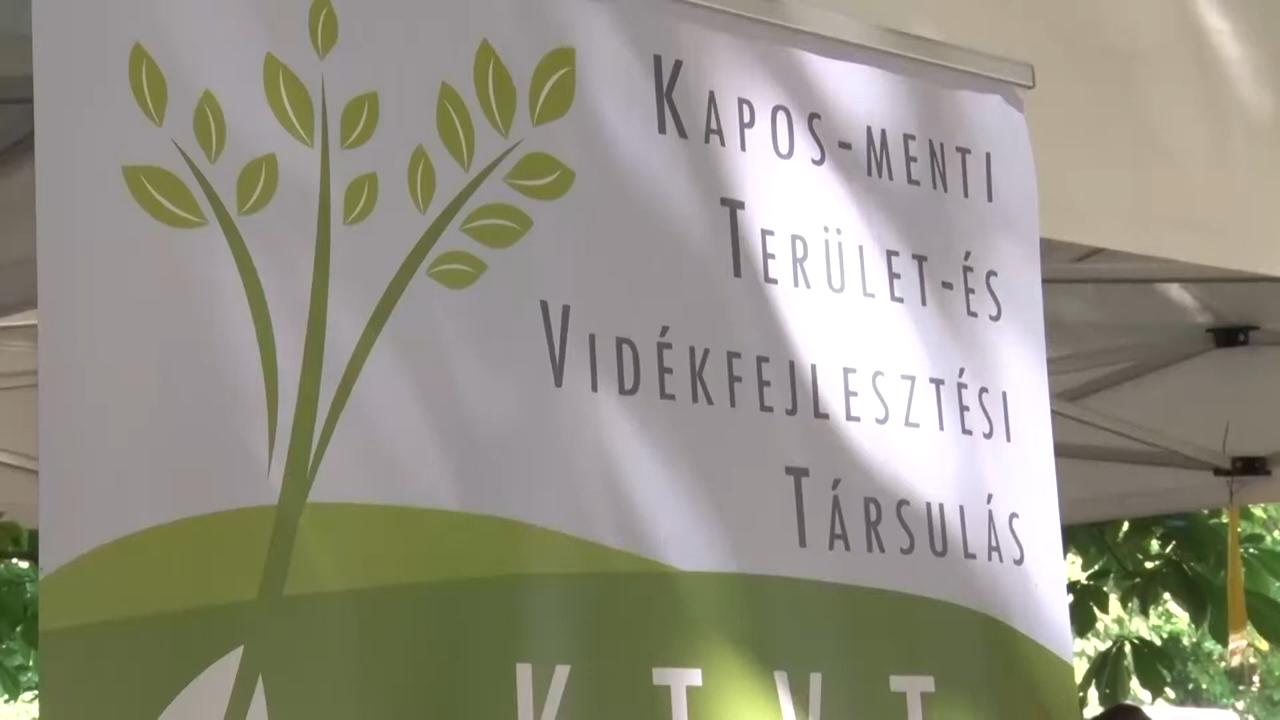 KAPOS-MENTI
TERÜLET-ÉS
VIDÉKFEJLESZTÉSI
TÁRSULÁS
KTVT